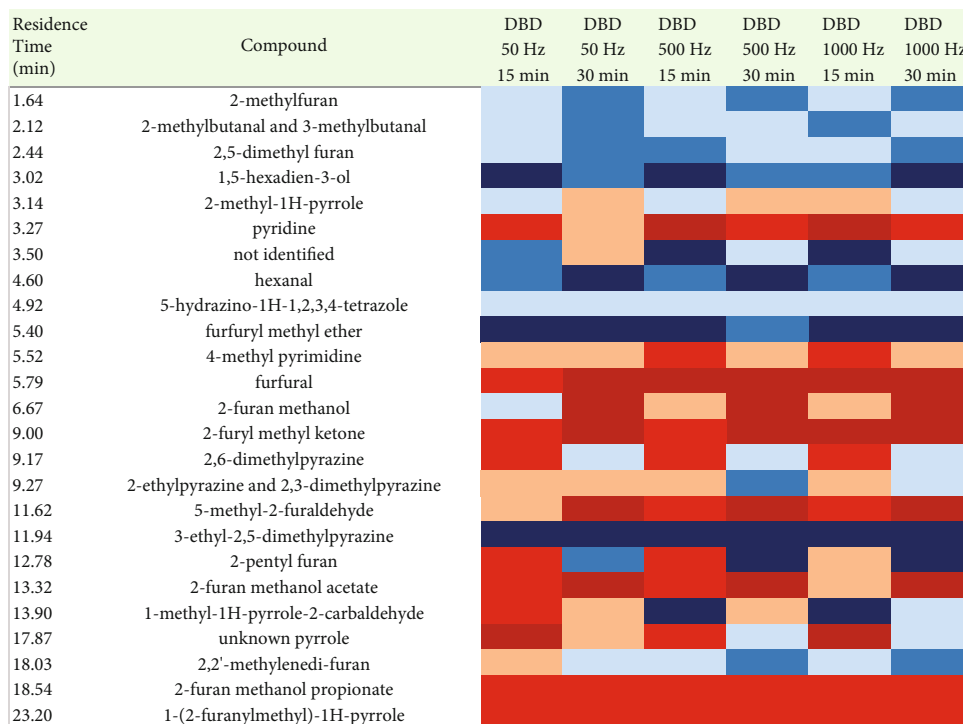 Residence Time (min) Compound DBD 50 Hz 15 min DBD 50 Hz 30 min DBD 500 Hz 15 min DBD 500 Hz 30 min DBD 1000 Hz 15 min DBD 1000 Hz 30 min
1.64 2-methylfuran
2.12 2-methylbutanal and 3-methylbutanal
2.44 2,5-dimethyl furan
3.02 1,5-hexadien-3-ol
3.14 2-methyl-1H-pyrrole
3.27 pyridine
3.50 not identified
4.60 hexanal
4.92 5-hydrazino-1H-1,2,3,4-tetrazole
5.40 furfuryl methyl ether
5.52 4-methyl pyrimidine
5.79 furfural
6.67 2-furan methanol
9.00 2-furyl methyl ketone
9.17 2,6-dimethylpyrazine
9.27 2-ethylpyrazine and 2,3-dimethylpyrazine
11.62 5-methyl-2-furaldehyde
11.94 3-ethyl-2,5-dimethylpyrazine
12.78 2-pentyl furan
13.32 2-furan methanol acetate
13.90 1-methyl-1H-pyrrole-2-carbaldehyde
17.87 unknown pyrrole
18.03 2,2'-methylenedi-furan
18.54 2-furan methanol propionate
23.20 1-(2-furanylmethyl)-1H-pyrrole